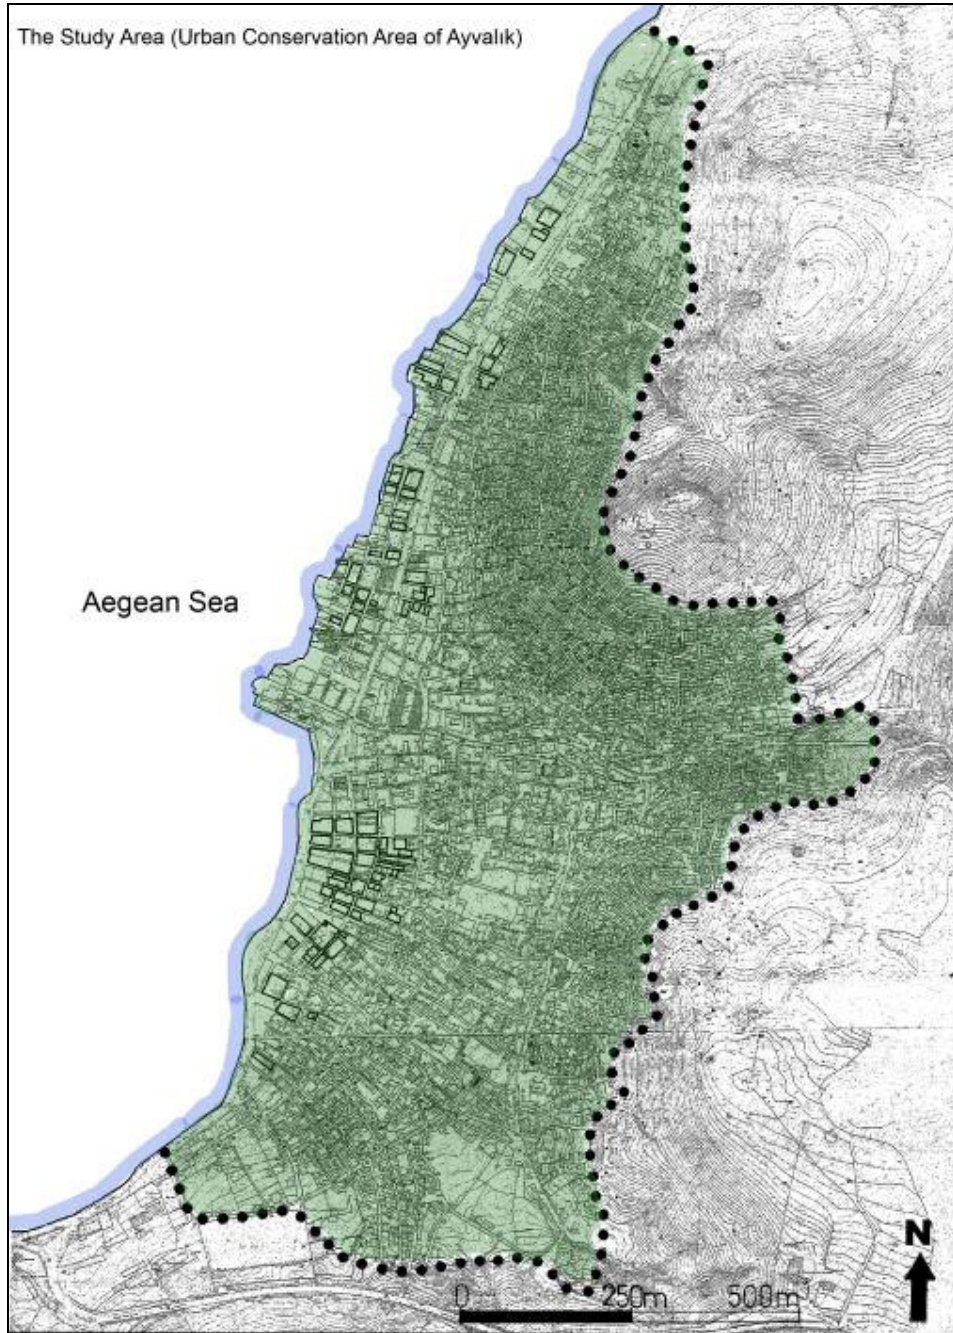 The Study Area (Urban Conservation Area of Ayvalık)
Aegean Sea
N
0 250m 500m